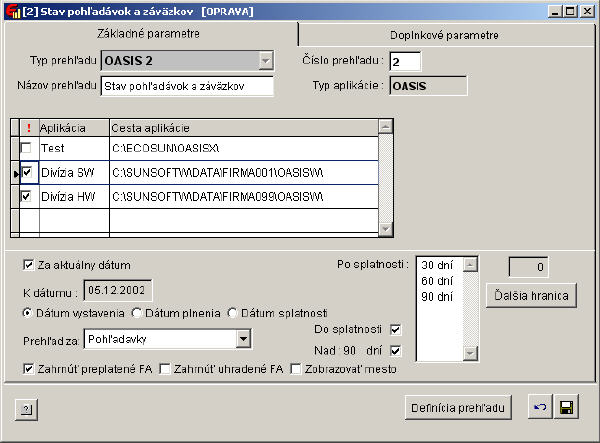 [2] Stav pohľadávok a záväzkov [OPRAVA]
Základné parametre
Doplnkové parametre
Typ prehľadu OASIS 2
Číslo prehľadu : 2
Názov prehľadu Stav pohľadávok a záväzkov
Typ aplikácie : OASIS
! Aplikácia Cesta aplikácie
Test C:\ECOSUN\OASISX\
Divízia SW C:\SUNSOFTW\DATA\FIRMA001\OASISW\
Divízia HW C:\SUNSOFTW\DATA\FIRMA099\OASISW\
Za aktuálny dátum
Po splatnosti :
30 dní
60 dní
90 dní
0
K dátumu : 05.12.2002
Ďalšia hranica
Dátum vystavenia Dátum plnenia Dátum splatnosti
Do splatnosti
Prehľad za: Pohľadavky
Nad : 90 dní
Zahrnúť preplatené FA Zahrnúť uhradené FA Zobrazovať mesto
?
Definícia prehľadu